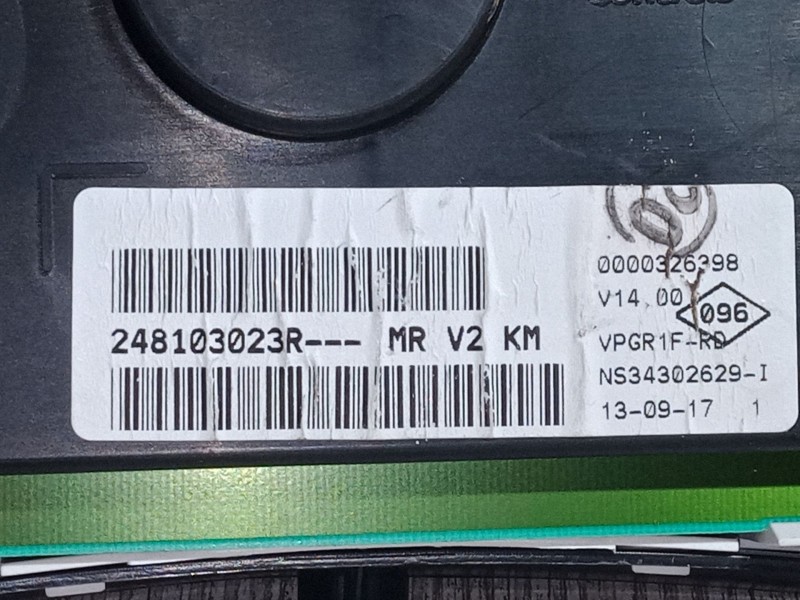 248103023R--- MR V2 KM
0000326398
V14.00
096
VPGR1F-RD
NS34302629-I
13-09-17 1